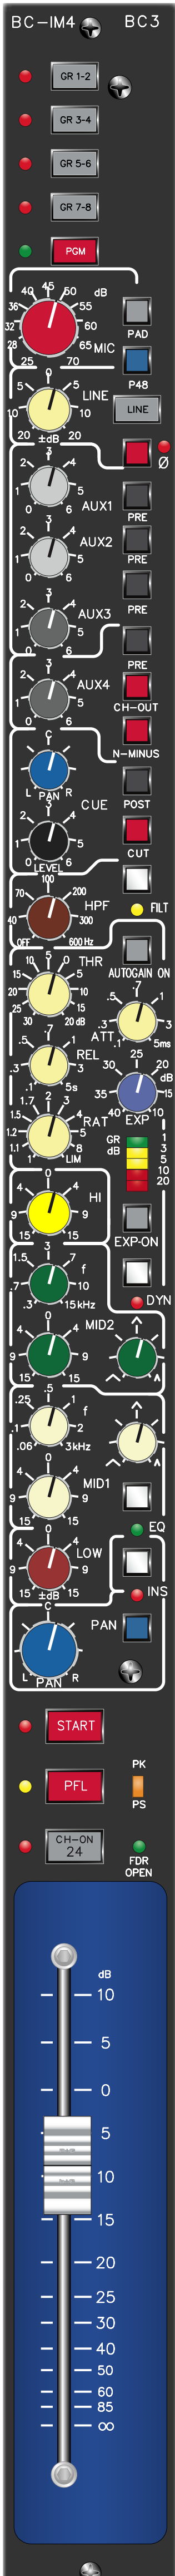 BC-IM4 BC3
GR 1-2
GR 3-4
GR 5-6
GR 7-8
PGM
45
40 50 dB
36 55
32 60
28 65
25 70 MIC
PAD
P48
0
5 5
LINE
10 10
20 ±dB 20
LINE
Ø
3
2 4
1 5
0 6
AUX1
PRE
3
2 4
AUX2
1 5
0 6
PRE
3
2 4
1 5
0 6
AUX3
PRE
3
2 4
1 5
0 6
AUX4
PRE
CH-OUT
C
L PAN R
N-MINUS
CUE
POST
3
2 4
1 5
0 LEVEL 6
CUT
100
70 200
HPF
40 300
OFF 600 Hz
FILT
10 5 0
THR
15 5
20 10
25 15
30 20 dB
AUTOGAIN ON
.7
.5 1
.3 3
ATT
.1 5ms
.7
.5 1
REL
.3 3
.1 5s
25
30 20
dB
35 15
40 10
EXP
2
1.7 3
1.5 4
RAT
1.2 5
1.1 8
1 LIM
GR
dB
1
3
5
10
20
EXP-ON
0
4 4
HI
9 9
15 15
DYN
3
1.5 7
f
.7 10
.3 15kHz
0
4 4
MID2
9 9
15 15
.5
.25 1
f
.1 2
.06 3kHz
0
4 4
MID1
9 9
15 15
EQ
0
4 4
LOW
9 9
15 ±dB 15
INS
C
L PAN R
PAN
START
PFL
PK
PS
CH-ON
24
FDR
OPEN
dB
10
5
0
5
10
15
20
25
30
40
50
60
85
∞